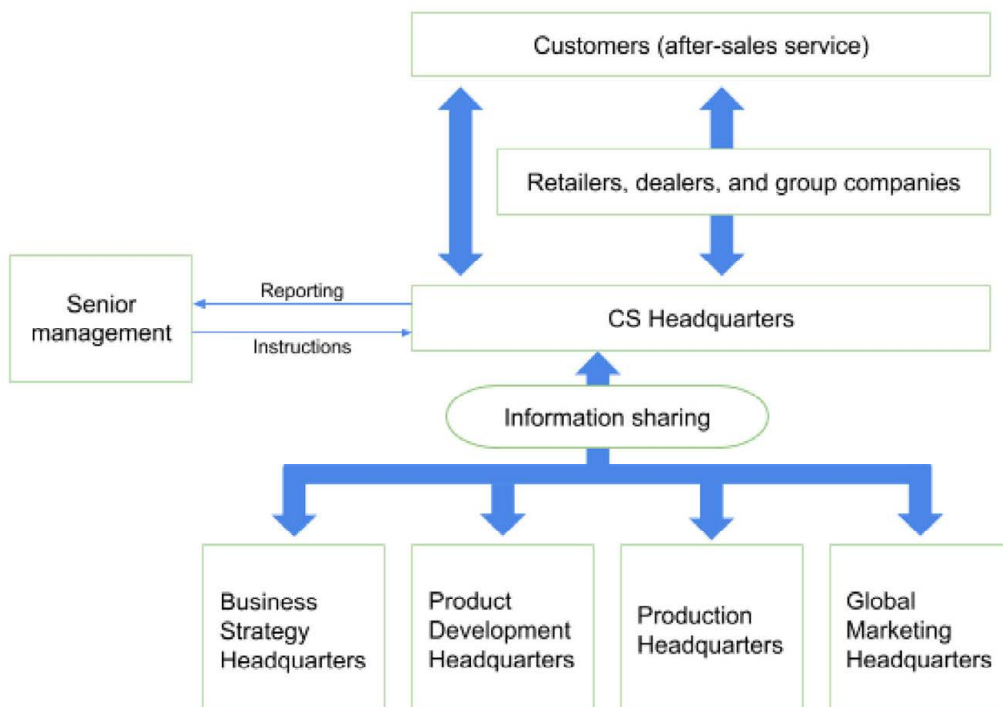 Customers (after-sales service)
Retailers, dealers, and group companies
Senior
management
Reporting
Instructions
CS Headquarters
Information sharing
Business
Strategy
Headquarters
Product
Development
Headquarters
Production
Headquarters
Global
Marketing
Headquarters